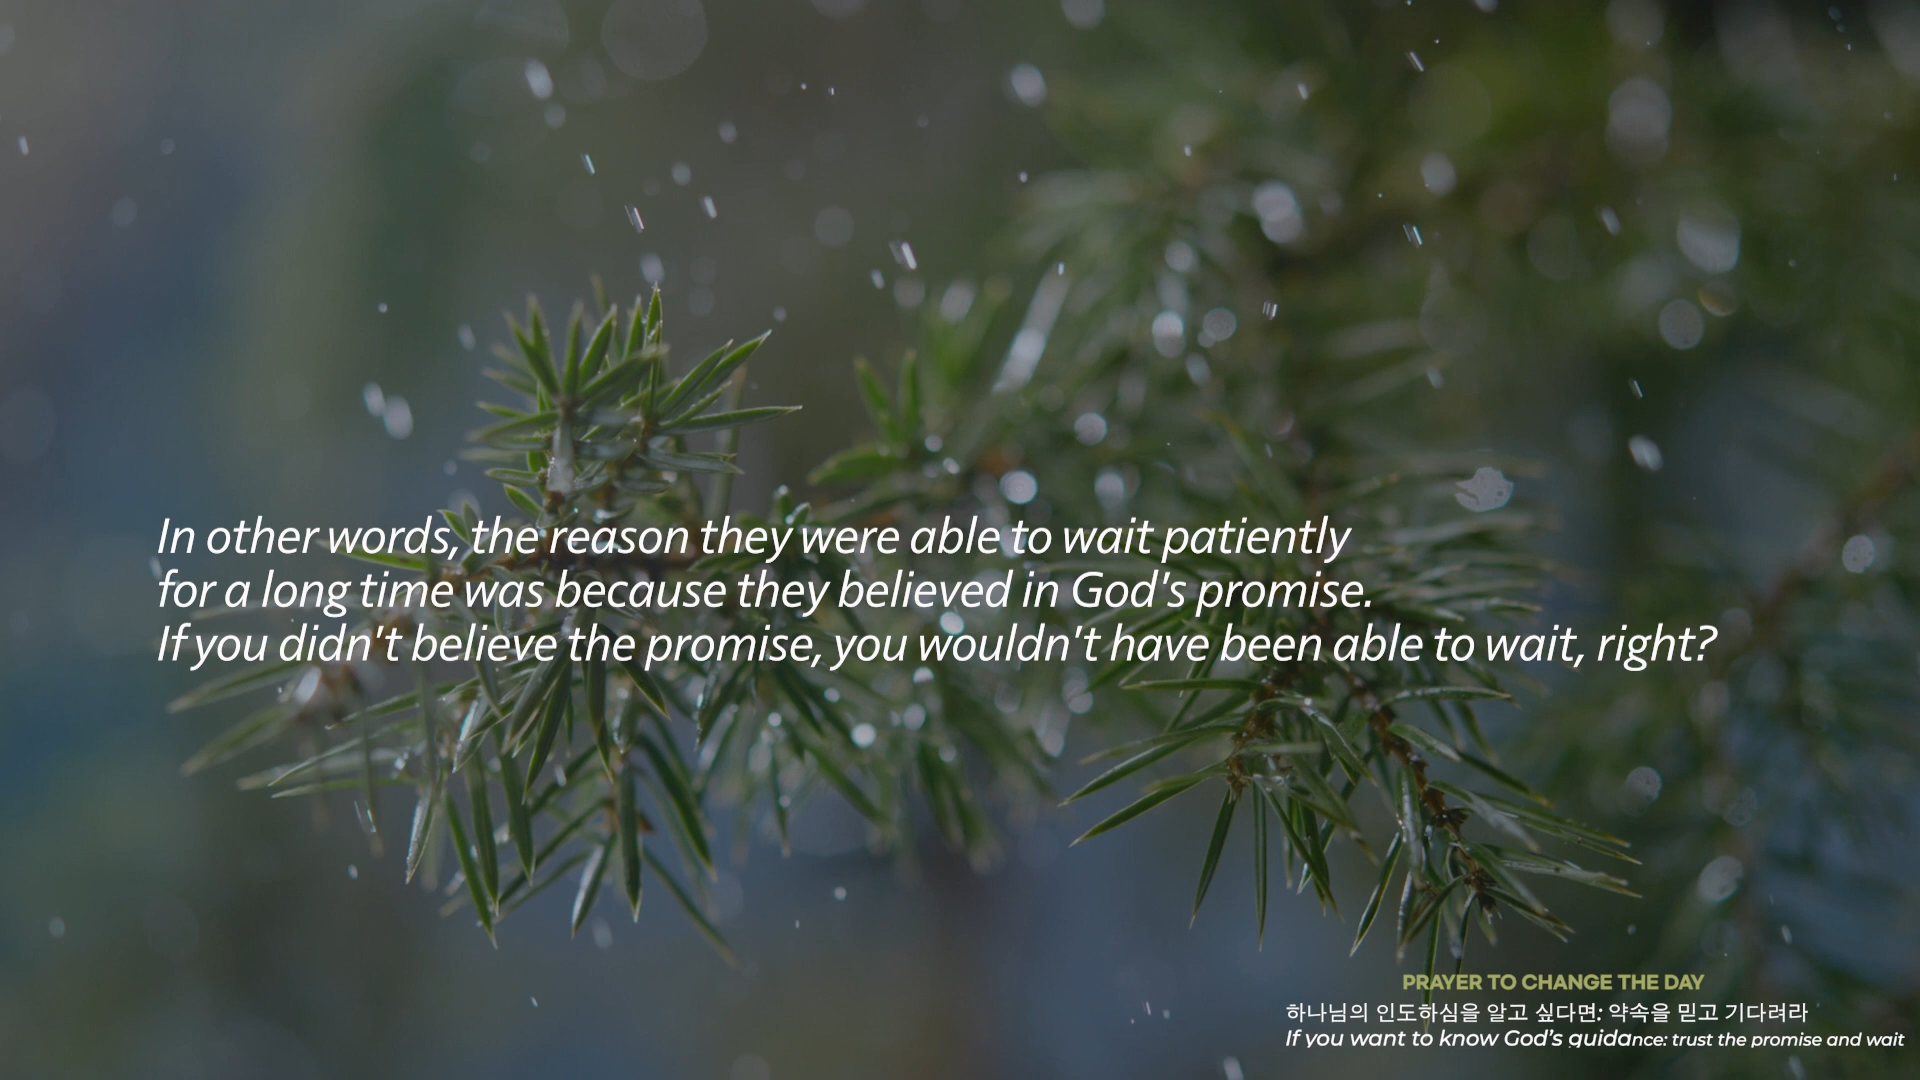 In other words, the reason they were able to wait patiently
for a long time was because they believed in God's promise.
If you didn't believe the promise, you wouldn't have been able to wait, right?
PRAYER TO CHANGE THE DAY
하나님의 인도하심을 알고 싶다면: 약속을 믿고 기다려라
If you want to know God's guidance: trust the promise and wait